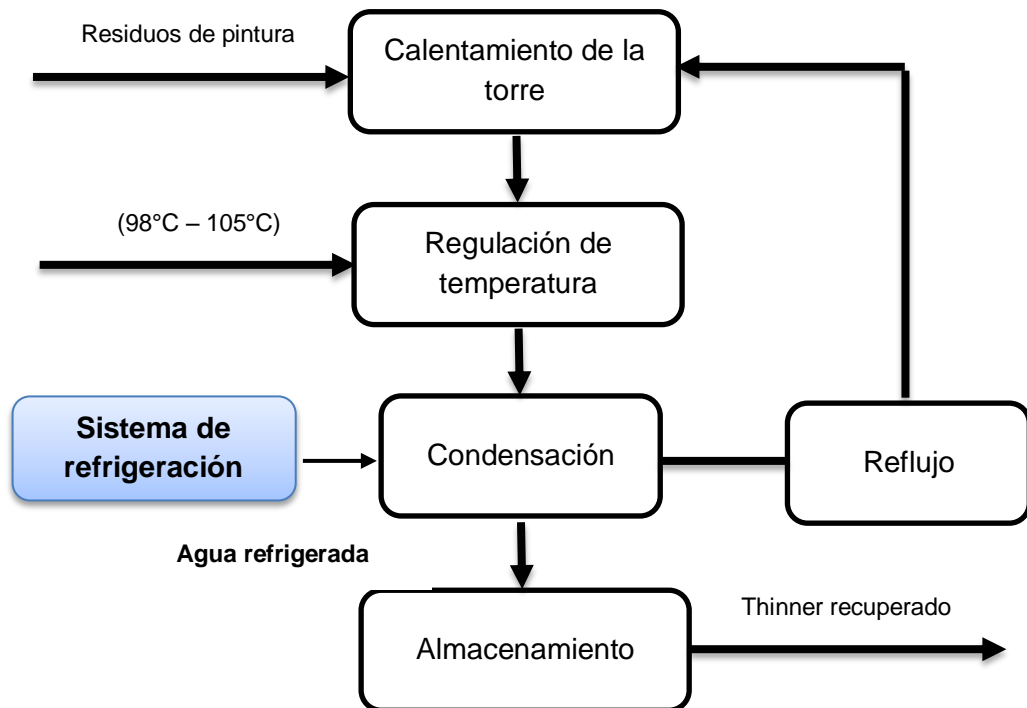 Residuos de pintura
Calentamiento de la
torre
(98°C – 105°C)
Regulación de
temperatura
Sistema de
refrigeración
Condensación
Reflujo
Agua refrigerada
Almacenamiento
Thinner recuperado